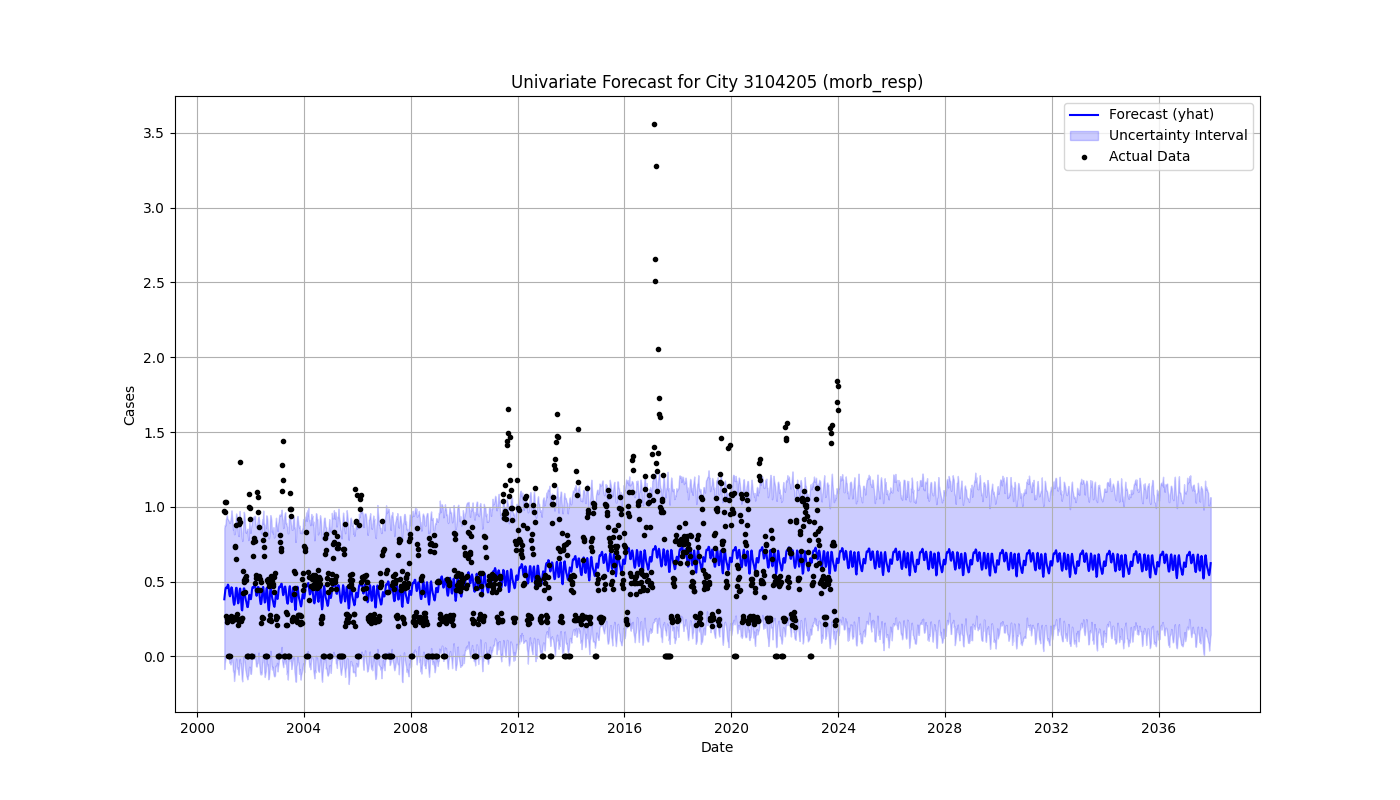 Univariate Forecast for City 3104205 (morb_resp)
Forecast (yhat)
Uncertainty Interval
Actual Data
Cases
3.5
3.0
2.5
2.0
1.5
1.0
0.5
0.0
2000 2004 2008 2012 2016 2020 2024 2028 2032 2036
Date